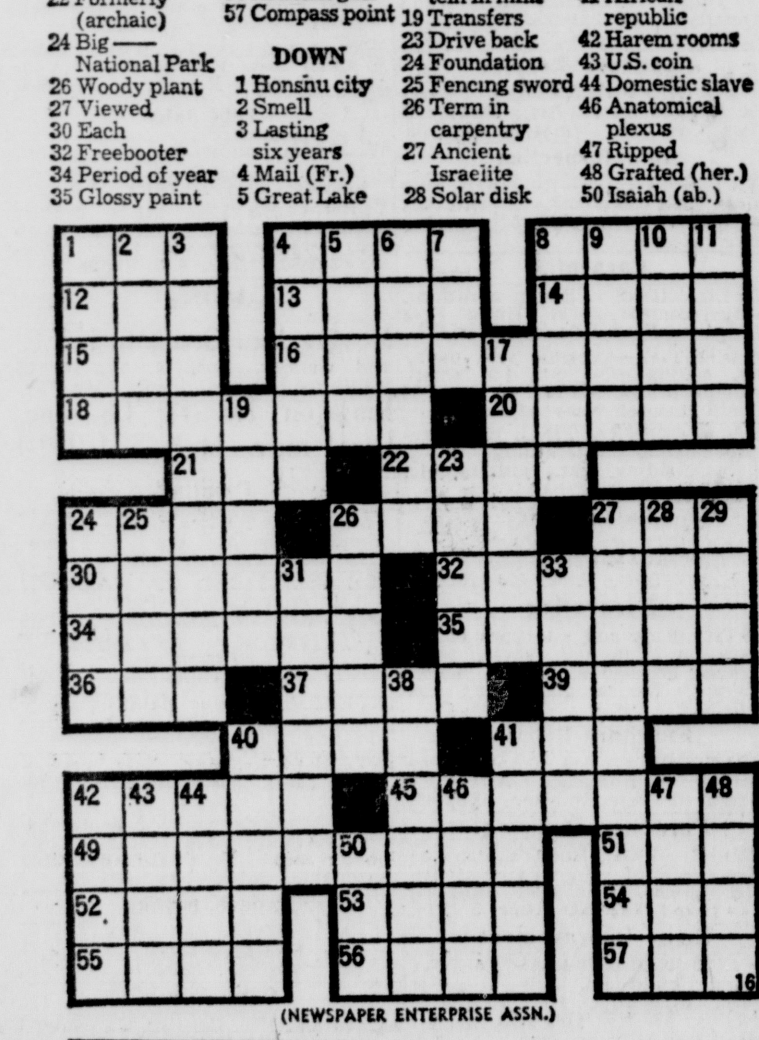 22 Formerly
(archaic)
24 Big ——
National Park
26 Woody plant
27 Viewed
30 Each
32 Freebooter
34 Period of year
35 Glossy paint
57 Compass point
DOWN
1 Honshu city
2 Smell
3 Lasting
six years
4 Mail (Fr.)
5 Great Lake
19 Transfers
23 Drive back
24 Foundation
25 Fencing sword
26 Term in
carpentry
27 Ancient
Israelite
28 Solar disk
republic
42 Harem rooms
43 U.S. coin
44 Domestic slave
46 Anatomical
plexus
47 Ripped
48 Grafted (her.)
50 Isaiah (ab.)
1 2 3 4 5 6 7 8 9 10 11
12 13 14
15 16 17
18 19 20
21 22 23
24 25 26 27 28 29
30 31 32 33
34 35
36 37 38 39
40 41
42 43 44 45 46 47 48
49 50 51
52 53 54
55 56 57
16
(NEWSPAPER ENTERPRISE ASSN.)